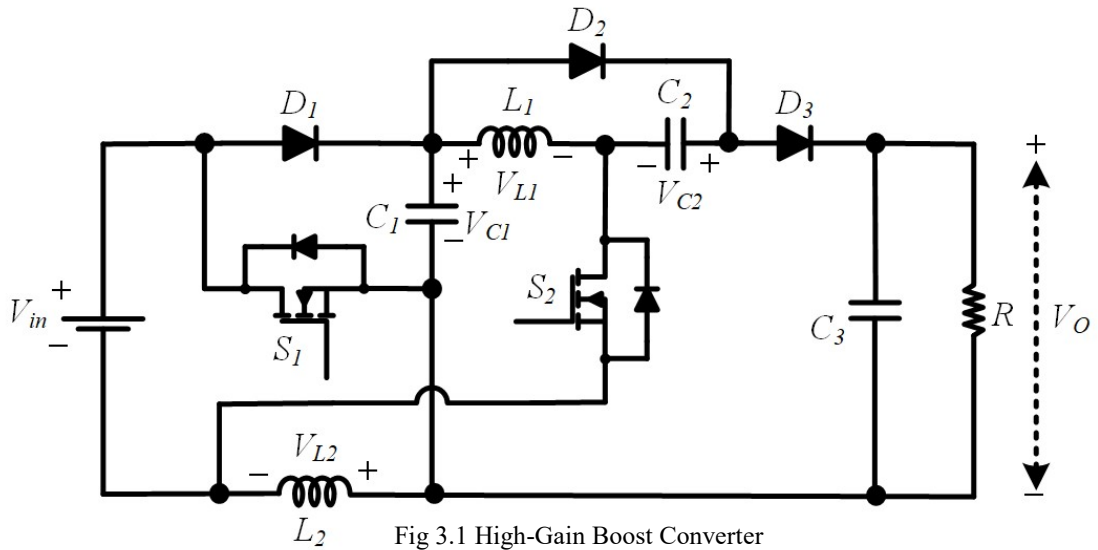 D2
L1
C2
D1
D3
+
+
−
−
+
+
VL1
VC2
C1
−
VC1
+
Vin
−
S1
S2
C3
R
VO
VL2
−
+
−
L2
Fig 3.1 High-Gain Boost Converter